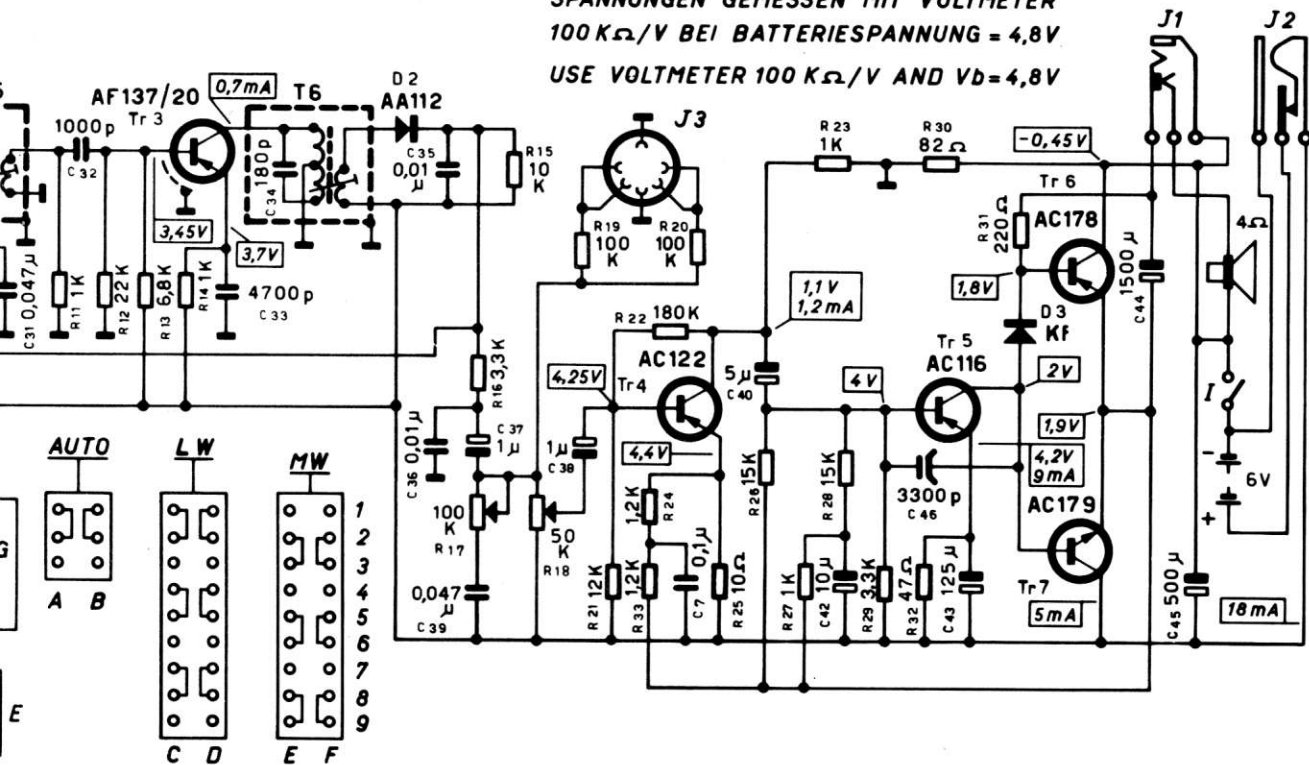 SPANNUNGEN GEMESSEN MIT VOLTMETER
100 KΩ/V BEI BATTERIESPANNUNG = 4,8V
USE VOLTMETER 100 KΩ/V AND Vb=4,8V
J1
J2
AF137/20
Tr 3
0,7mA
T6
D2
AA112
1000p
C32
180p
C34
C35
0,01
µ
R15
10
K
J3
R19
100
K
R20
100
K
R23
1K
R30
82Ω
-0,45V
Tr 6
AC178
R31
220Ω
1,8V
D3
1500µ
C44
4Ω
3,45V
3,7V
C31 0,047µ
R11 1K
R12 22K
R13 6,8K
R14 1K
4700p
C33
1,1 V
1,2mA
R22 180K
AC122
Tr4
4,25V
4,4V
5µ
C40
4V
Tr 5
AC116
2V
1,9V
4,2V
9mA
AC179
Tr7
5mA
I
-
6V
+
R16 3,3K
C36 0,01µ
C37
1µ
1µ
C38
100
K
R17
50
K
R18
0,047
µ
C39
R21 12K
1,2K R24
R33 1,2K
C7 0,1µ
R25 10Ω
R26 15K
R28 15K
3300p
C46
R27 1K
C42 10µ
R29 3,3K
R32 47Ω
C43 125µ
C45 500µ
18mA
AUTO
LW
MW
1
2
3
4
5
6
7
8
9
G
E
A B
C D
E F